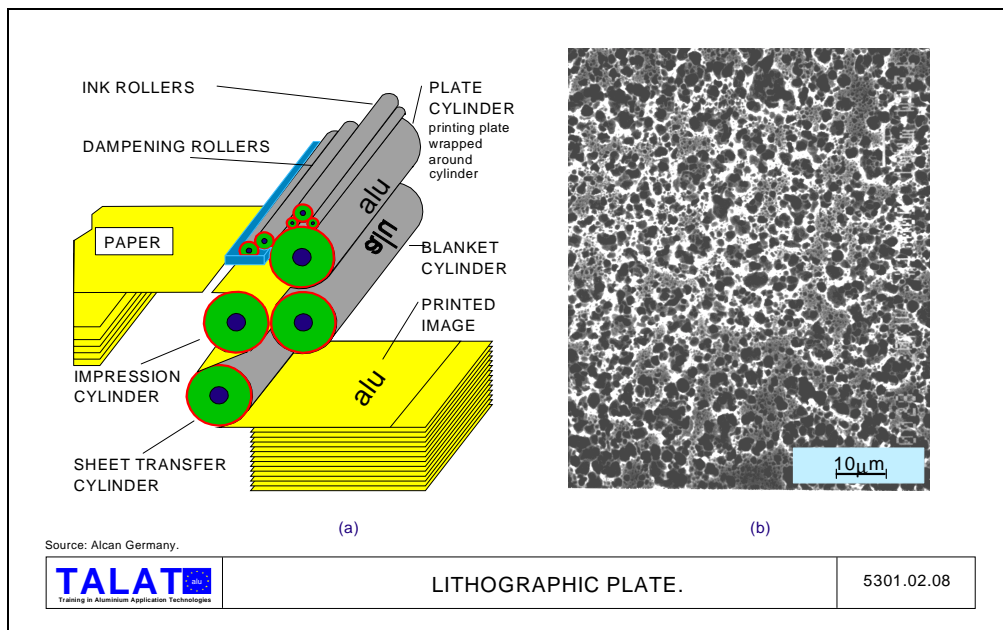 INK ROLLERS
DAMPENING ROLLERS
PLATE
CYLINDER
printing plate
wrapped
around
cylinder
alu
alu
PAPER
BLANKET
CYLINDER
PRINTED
IMAGE
alu
IMPRESSION
CYLINDER
SHEET TRANSFER
CYLINDER
10μm
(a)
(b)
Source: Alcan Germany.
TALAT
alu
Training in Aluminium Application Technologies
LITHOGRAPHIC PLATE.
5301.02.08